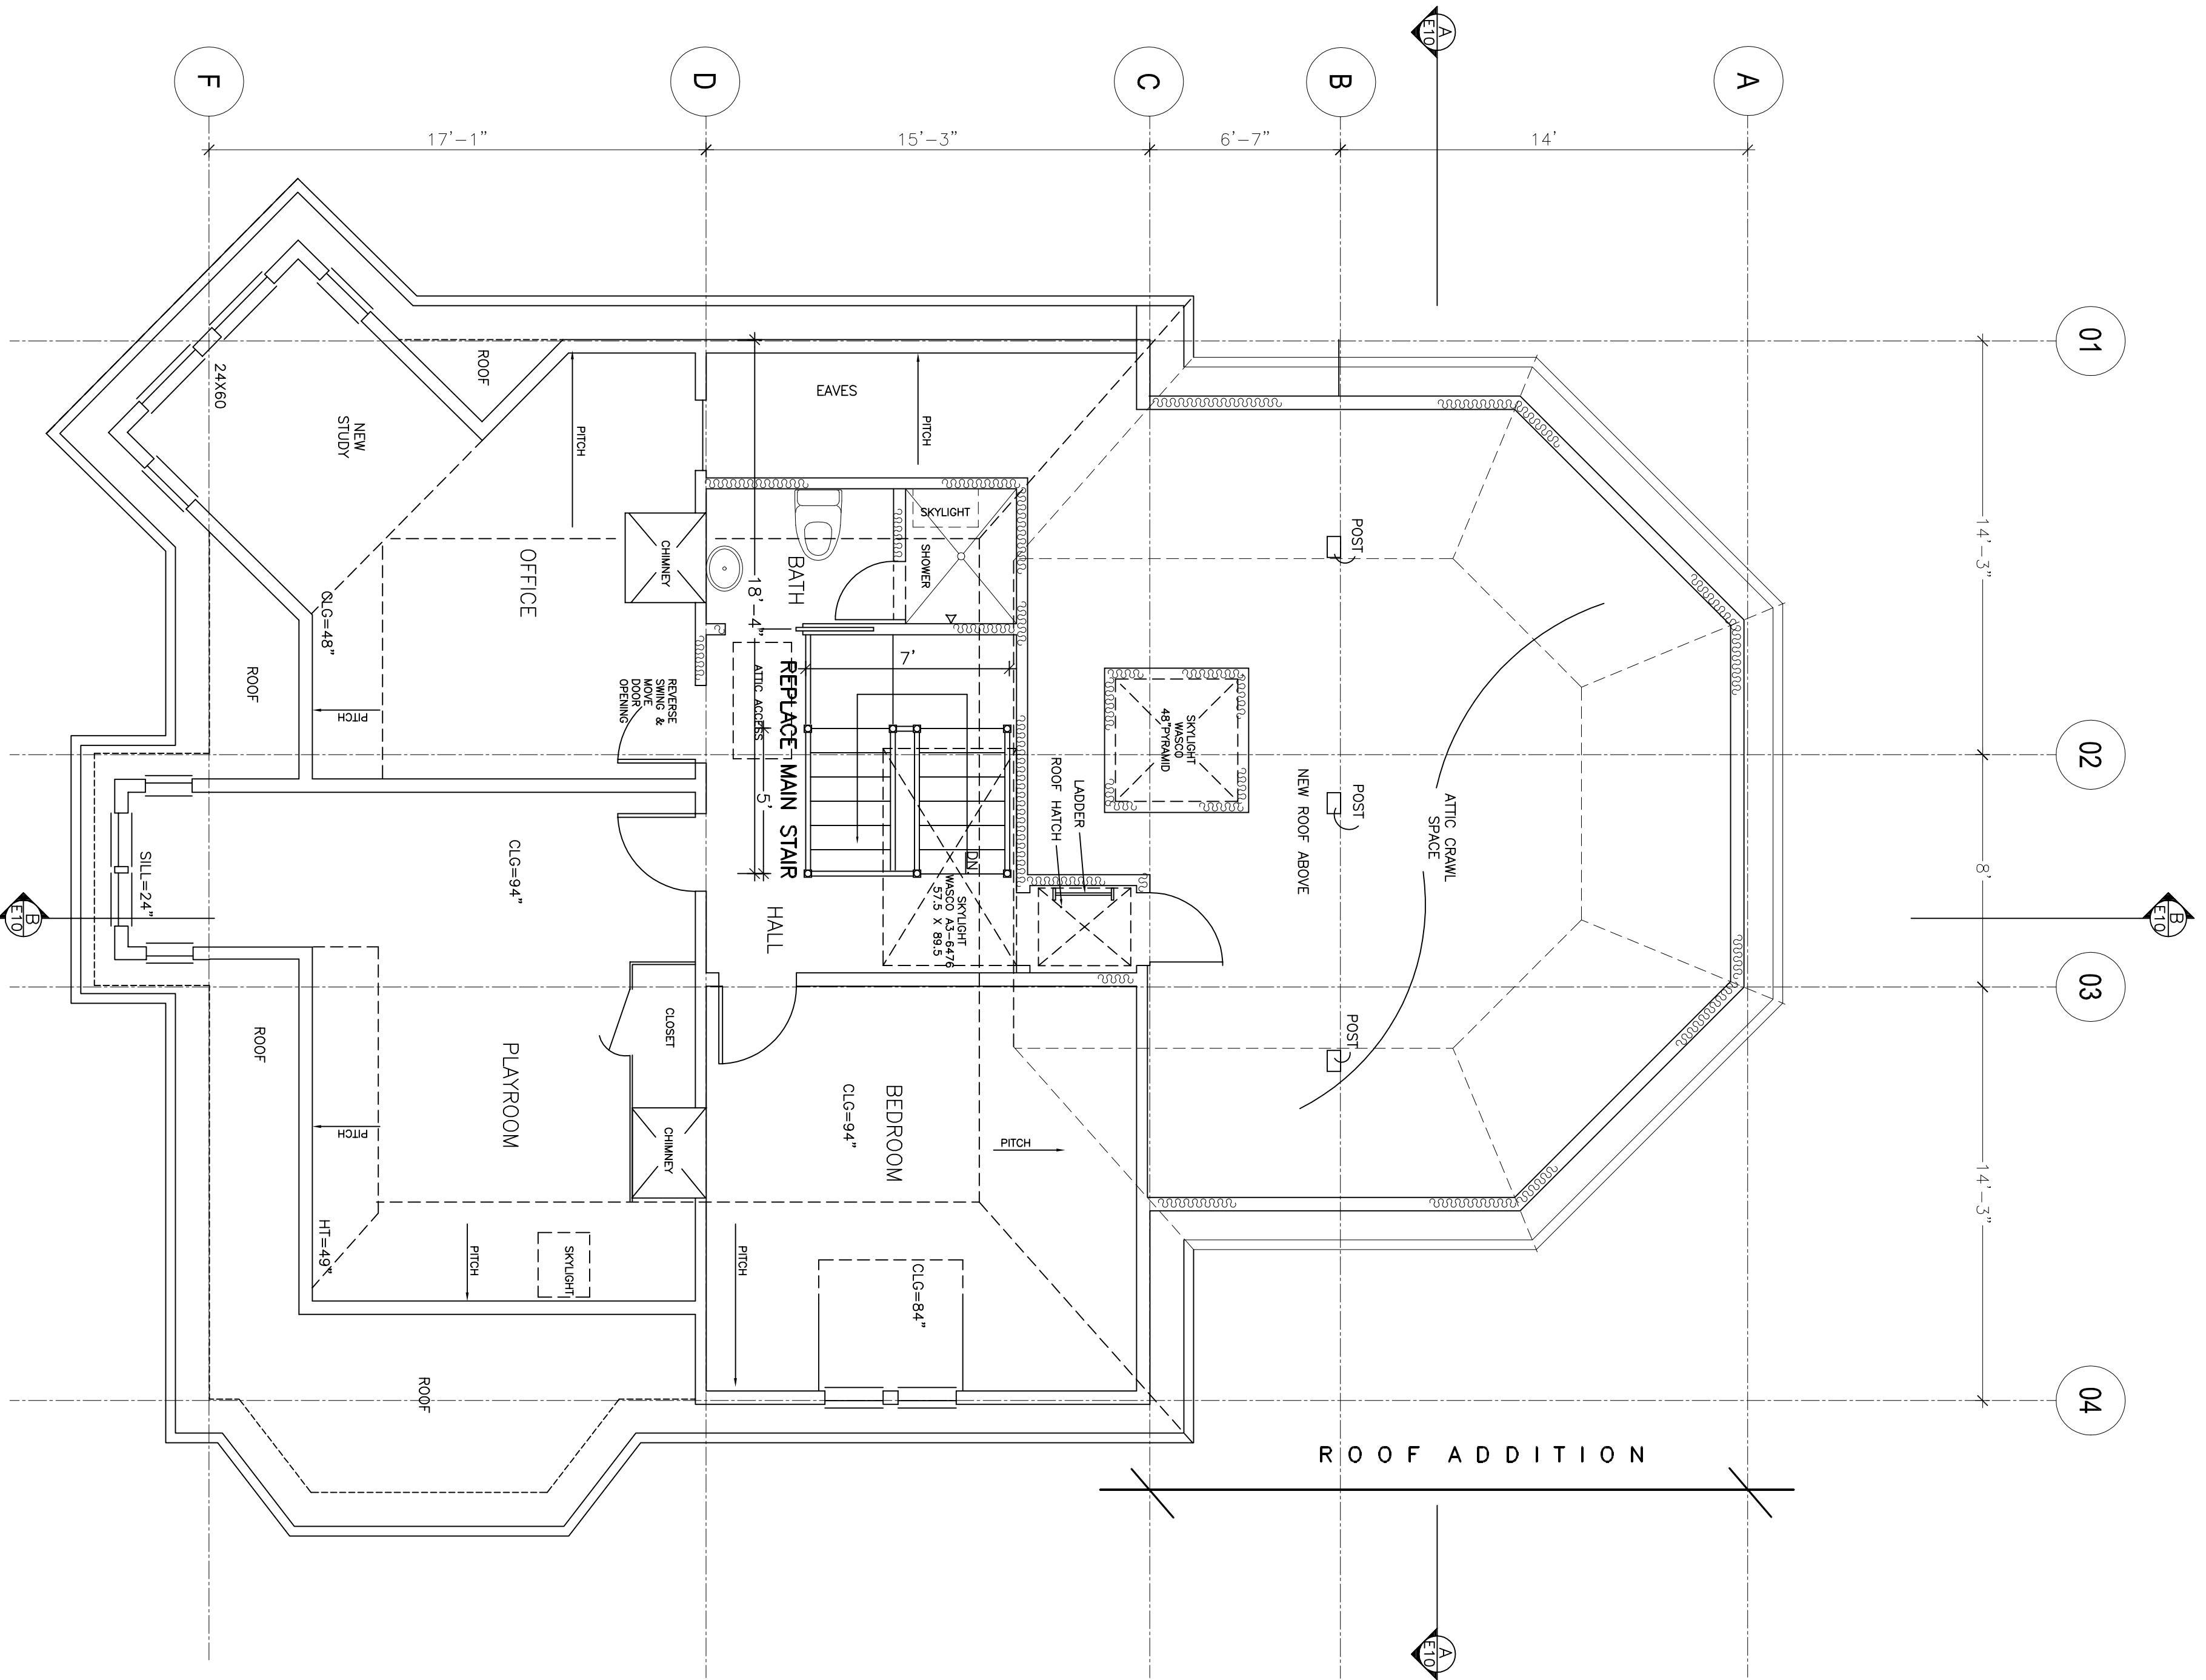 F
D
C
B
A
A
E10
17'-1"
15'-3"
6'-7"
14'
01
02
03
04
14'-3"
8'
14'-3"
B
E10
B
E10
A
E10
ROOF
24X60
NEW
STUDY
PITCH
EAVES
PITCH
OFFICE
CHIMNEY
SKYLIGHT
SHOWER
BATH
18'-4"
CLG=48"
ROOF
PITCH
REVERSE
SWING &
MOVE
DOOR
OPENING
ATTIC ACCESS
REPLACE MAIN STAIR
7'
5'
DN
SKYLIGHT
WASCO A3-6476
57.5 X 89.5
HALL
SKYLIGHT
WASCO
48"PYRAMID
ROOF HATCH
LADDER
NEW ROOF ABOVE
POST
POST
POST
ATTIC CRAWL
SPACE
CLG=94"
SILL=24"
ROOF
CLOSET
PLAYROOM
CHIMNEY
PITCH
HT=49"
PITCH
SKYLIGHT
ROOF
BEDROOM
CLG=94"
PITCH
PITCH
CLG=84"
ROOF ADDITION